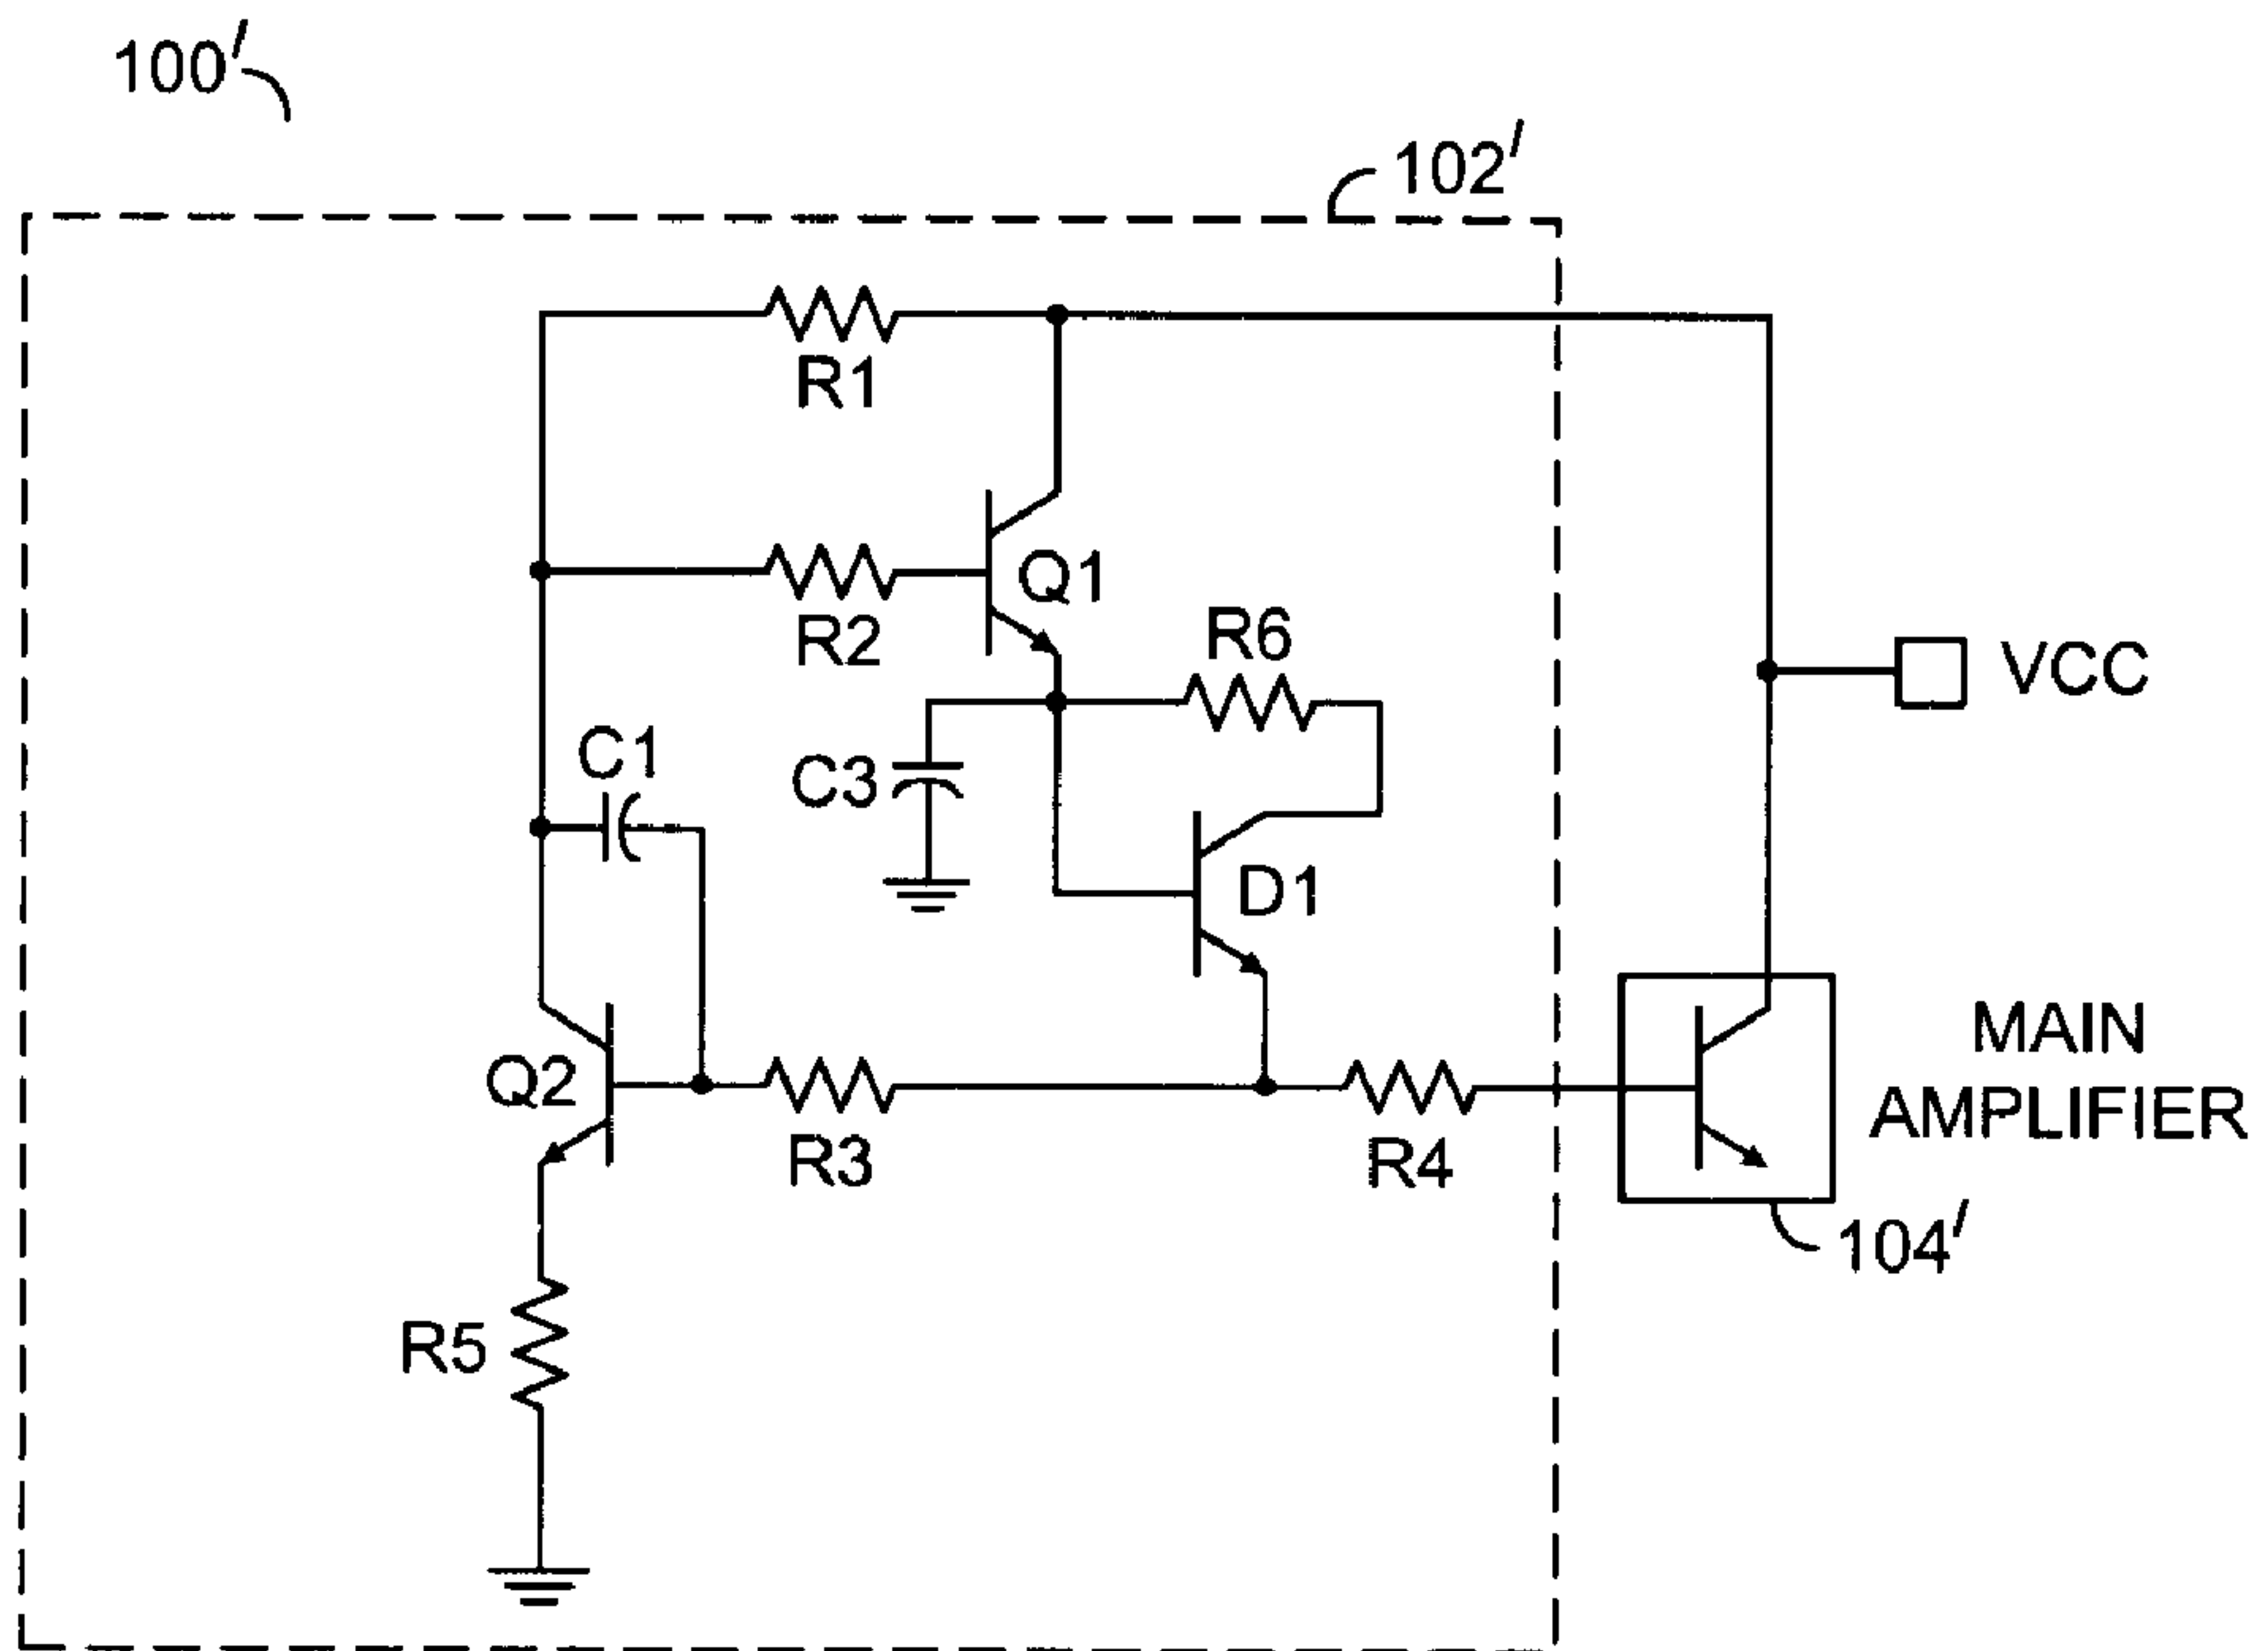 100'
102'
R1
Q1
R2
R6
VCC
C1
C3
D1
MAIN
AMPLIFIER
Q2
R3
R4
104'
R5